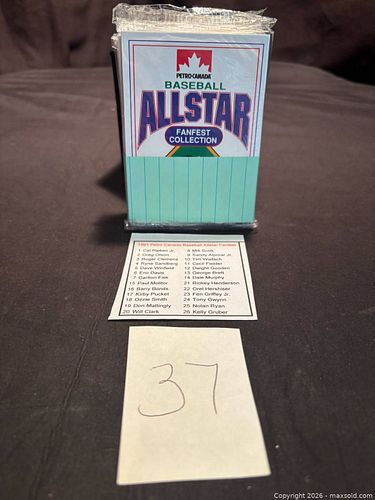 PETRO-CANADA
BASEBALL
ALLSTAR
FANFEST
COLLECTION
1991 Petro Canada Baseball Allstar Fanfest
1 Cal Ripken Jr. 8 Milt Scott
2 Greg Olson 9 Sandy Alomar Jr.
3 Roger Clemens 10 Tim Wallach
4 Ryne Sandberg 11 Cecil Fielder
5 Dave Winfield 12 Dwight Gooden
6 Eric Davis 13 George Brett
7 Carlton Fisk 14 Dale Murphy
15 Paul Molitor 21 Rickey Henderson
16 Barry Bonds 22 Orel Hershiser
17 Kirby Pucket 23 Fen Griffey Jr.
18 Ozzie Smith 24 Tony Gwynn
19 Don Mattingly 25 Nolan Ryan
20 Will Clark 26 Kelly Gruber
37
Copyright © 2026 - maxsold.com